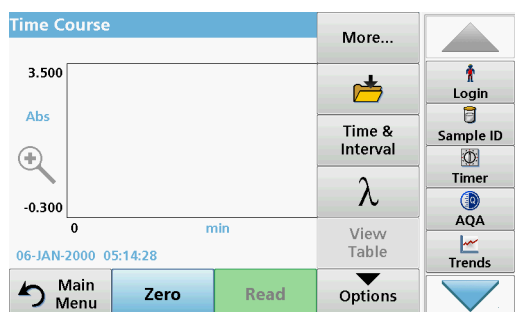 Time Course
More...
3.500
Abs
Login
Time &
Interval
Sample ID
Timer
λ
-0.300
AQA
0
min
View
Table
06-JAN-2000 05:14:28
Trends
Main
Menu
Zero
Read
Options